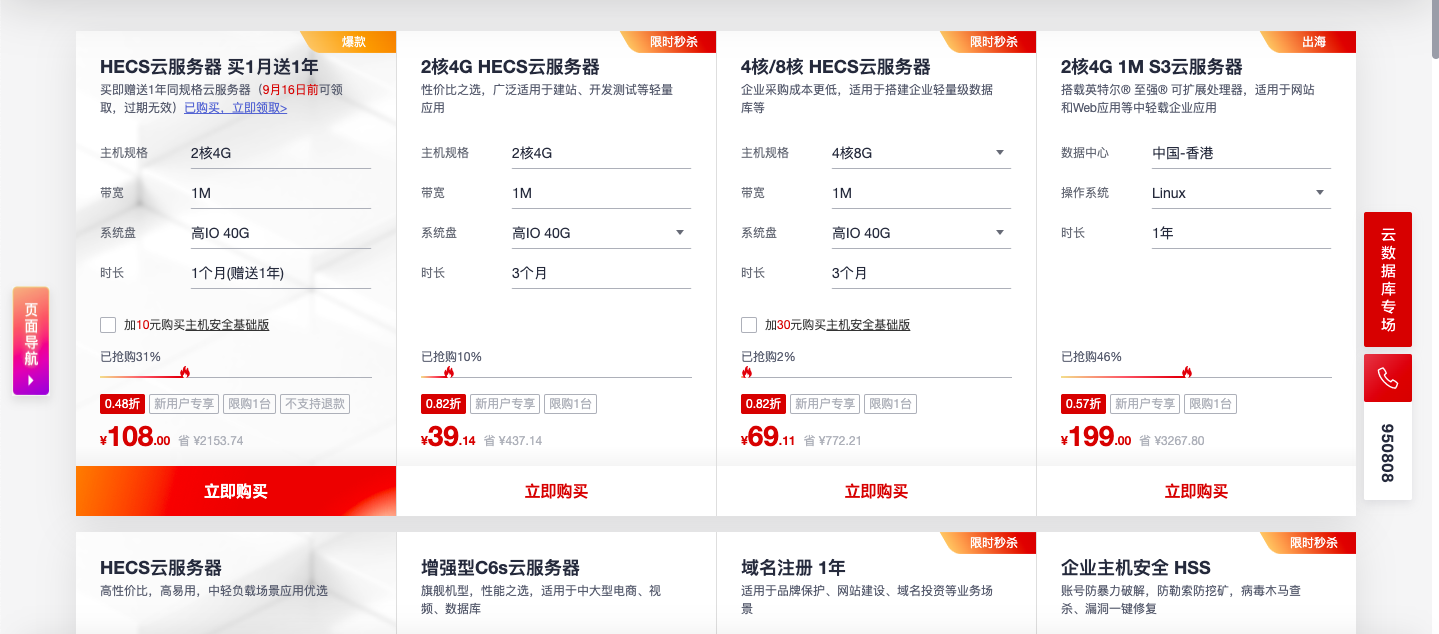 爆款
HECS云服务器 买1月送1年
买即赠送1年同规格云服务器（9月16日前可领
取，过期无效）已购买，立即领取>
主机规格 2核4G
带宽 1M
系统盘 高IO 40G
时长 1个月(赠送1年)
加10元购买主机安全基础版
已抢购31%
0.48折 新用户专享 限购1台 不支持退款
¥108.00 省 ¥2153.74
立即购买
限时秒杀
2核4G HECS云服务器
性价比之选，广泛适用于建站、开发测试等轻量
应用
主机规格 2核4G
带宽 1M
系统盘 高IO 40G
时长 3个月
已抢购10%
0.82折 新用户专享 限购1台
¥39.14 省 ¥437.14
立即购买
限时秒杀
4核/8核 HECS云服务器
企业采购成本更低，适用于搭建企业轻量级数据
库等
主机规格 4核8G
带宽 1M
系统盘 高IO 40G
时长 3个月
加30元购买主机安全基础版
已抢购2%
0.82折 新用户专享 限购1台
¥69.11 省 ¥772.21
立即购买
出海
2核4G 1M S3云服务器
搭载英特尔® 至强® 可扩展处理器，适用于网站
和Web应用等中轻载企业应用
数据中心 中国-香港
操作系统 Linux
时长 1年
已抢购46%
0.57折 新用户专享 限购1台
¥199.00 省 ¥3267.80
立即购买
HECS云服务器
高性价比，高易用，中轻负载场景应用优选
增强型C6s云服务器
旗舰机型，性能之选，适用于中大型电商、视
频、数据库
限时秒杀
域名注册 1年
适用于品牌保护、网站建设、域名投资等业务场
景
限时秒杀
企业主机安全 HSS
账号防暴力破解，防勒索防挖矿，病毒木马查
杀、漏洞一键修复
页面导航
云数据库专场
950808